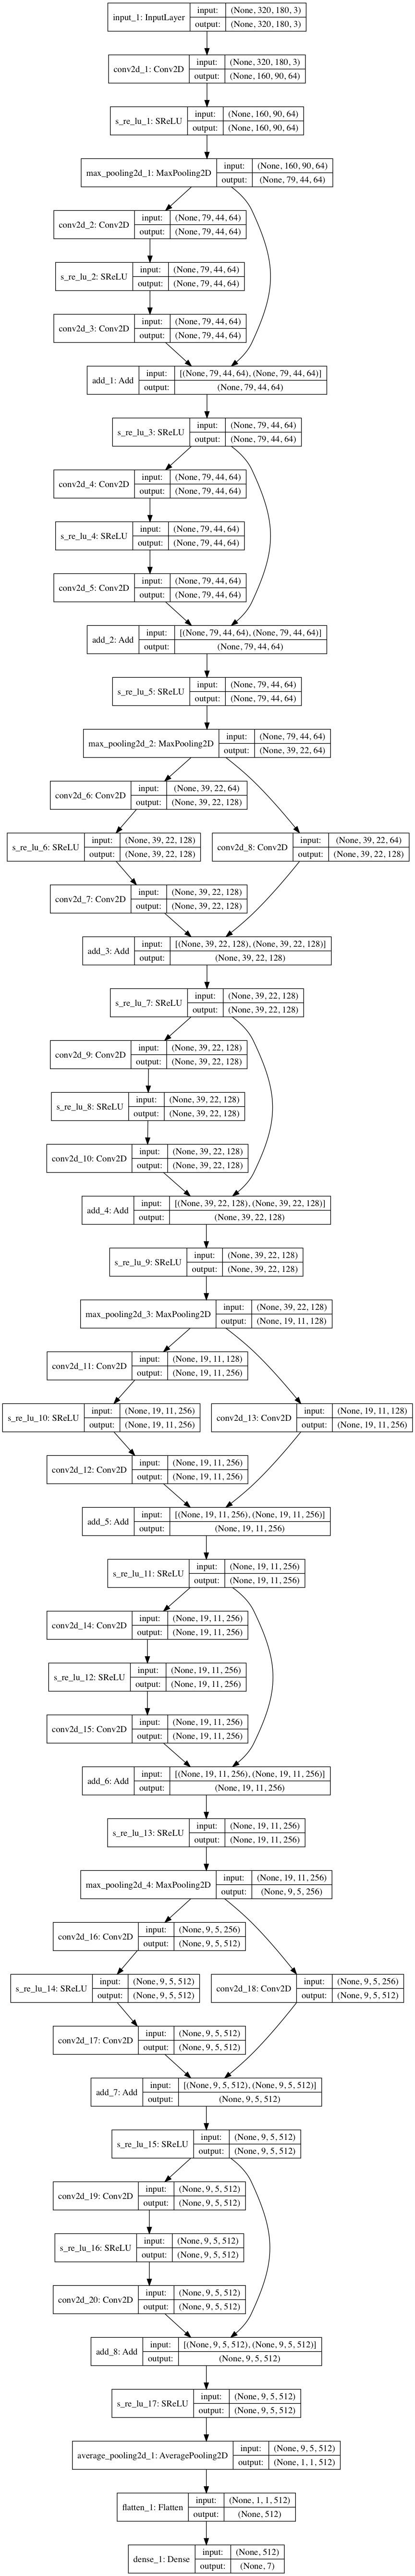 input_1: InputLayer
input: (None, 320, 180, 3)
output: (None, 320, 180, 3)
conv2d_1: Conv2D
input: (None, 320, 180, 3)
output: (None, 160, 90, 64)
s_re_lu_1: SReLU
input: (None, 160, 90, 64)
output: (None, 160, 90, 64)
max_pooling2d_1: MaxPooling2D
input: (None, 160, 90, 64)
output: (None, 79, 44, 64)
conv2d_2: Conv2D
input: (None, 79, 44, 64)
output: (None, 79, 44, 64)
s_re_lu_2: SReLU
input: (None, 79, 44, 64)
output: (None, 79, 44, 64)
conv2d_3: Conv2D
input: (None, 79, 44, 64)
output: (None, 79, 44, 64)
add_1: Add
input: [(None, 79, 44, 64), (None, 79, 44, 64)]
output: (None, 79, 44, 64)
s_re_lu_3: SReLU
input: (None, 79, 44, 64)
output: (None, 79, 44, 64)
conv2d_4: Conv2D
input: (None, 79, 44, 64)
output: (None, 79, 44, 64)
s_re_lu_4: SReLU
input: (None, 79, 44, 64)
output: (None, 79, 44, 64)
conv2d_5: Conv2D
input: (None, 79, 44, 64)
output: (None, 79, 44, 64)
add_2: Add
input: [(None, 79, 44, 64), (None, 79, 44, 64)]
output: (None, 79, 44, 64)
s_re_lu_5: SReLU
input: (None, 79, 44, 64)
output: (None, 79, 44, 64)
max_pooling2d_2: MaxPooling2D
input: (None, 79, 44, 64)
output: (None, 39, 22, 64)
conv2d_6: Conv2D
input: (None, 39, 22, 64)
output: (None, 39, 22, 128)
s_re_lu_6: SReLU
input: (None, 39, 22, 128)
output: (None, 39, 22, 128)
conv2d_8: Conv2D
input: (None, 39, 22, 64)
output: (None, 39, 22, 128)
conv2d_7: Conv2D
input: (None, 39, 22, 128)
output: (None, 39, 22, 128)
add_3: Add
input: [(None, 39, 22, 128), (None, 39, 22, 128)]
output: (None, 39, 22, 128)
s_re_lu_7: SReLU
input: (None, 39, 22, 128)
output: (None, 39, 22, 128)
conv2d_9: Conv2D
input: (None, 39, 22, 128)
output: (None, 39, 22, 128)
s_re_lu_8: SReLU
input: (None, 39, 22, 128)
output: (None, 39, 22, 128)
conv2d_10: Conv2D
input: (None, 39, 22, 128)
output: (None, 39, 22, 128)
add_4: Add
input: [(None, 39, 22, 128), (None, 39, 22, 128)]
output: (None, 39, 22, 128)
s_re_lu_9: SReLU
input: (None, 39, 22, 128)
output: (None, 39, 22, 128)
max_pooling2d_3: MaxPooling2D
input: (None, 39, 22, 128)
output: (None, 19, 11, 128)
conv2d_11: Conv2D
input: (None, 19, 11, 128)
output: (None, 19, 11, 256)
s_re_lu_10: SReLU
input: (None, 19, 11, 256)
output: (None, 19, 11, 256)
conv2d_13: Conv2D
input: (None, 19, 11, 128)
output: (None, 19, 11, 256)
conv2d_12: Conv2D
input: (None, 19, 11, 256)
output: (None, 19, 11, 256)
add_5: Add
input: [(None, 19, 11, 256), (None, 19, 11, 256)]
output: (None, 19, 11, 256)
s_re_lu_11: SReLU
input: (None, 19, 11, 256)
output: (None, 19, 11, 256)
conv2d_14: Conv2D
input: (None, 19, 11, 256)
output: (None, 19, 11, 256)
s_re_lu_12: SReLU
input: (None, 19, 11, 256)
output: (None, 19, 11, 256)
conv2d_15: Conv2D
input: (None, 19, 11, 256)
output: (None, 19, 11, 256)
add_6: Add
input: [(None, 19, 11, 256), (None, 19, 11, 256)]
output: (None, 19, 11, 256)
s_re_lu_13: SReLU
input: (None, 19, 11, 256)
output: (None, 19, 11, 256)
max_pooling2d_4: MaxPooling2D
input: (None, 19, 11, 256)
output: (None, 9, 5, 256)
conv2d_16: Conv2D
input: (None, 9, 5, 256)
output: (None, 9, 5, 512)
s_re_lu_14: SReLU
input: (None, 9, 5, 512)
output: (None, 9, 5, 512)
conv2d_18: Conv2D
input: (None, 9, 5, 256)
output: (None, 9, 5, 512)
conv2d_17: Conv2D
input: (None, 9, 5, 512)
output: (None, 9, 5, 512)
add_7: Add
input: [(None, 9, 5, 512), (None, 9, 5, 512)]
output: (None, 9, 5, 512)
s_re_lu_15: SReLU
input: (None, 9, 5, 512)
output: (None, 9, 5, 512)
conv2d_19: Conv2D
input: (None, 9, 5, 512)
output: (None, 9, 5, 512)
s_re_lu_16: SReLU
input: (None, 9, 5, 512)
output: (None, 9, 5, 512)
conv2d_20: Conv2D
input: (None, 9, 5, 512)
output: (None, 9, 5, 512)
add_8: Add
input: [(None, 9, 5, 512), (None, 9, 5, 512)]
output: (None, 9, 5, 512)
s_re_lu_17: SReLU
input: (None, 9, 5, 512)
output: (None, 9, 5, 512)
average_pooling2d_1: AveragePooling2D
input: (None, 9, 5, 512)
output: (None, 1, 1, 512)
flatten_1: Flatten
input: (None, 1, 1, 512)
output: (None, 512)
dense_1: Dense
input: (None, 512)
output: (None, 7)